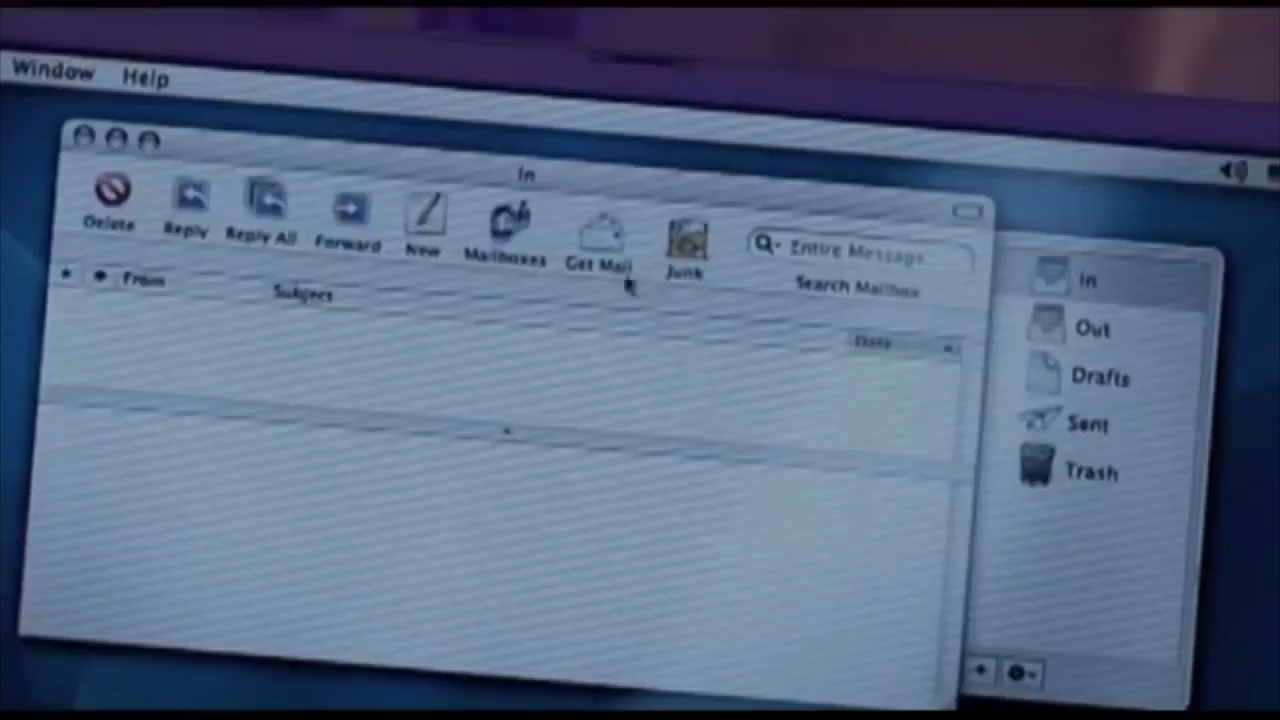 Window Help
In
Delete Reply Reply All Forward New Mailboxes Get Mail Junk
Entire Message
Search Mailbox
From Subject Date
In
Out
Drafts
Sent
Trash